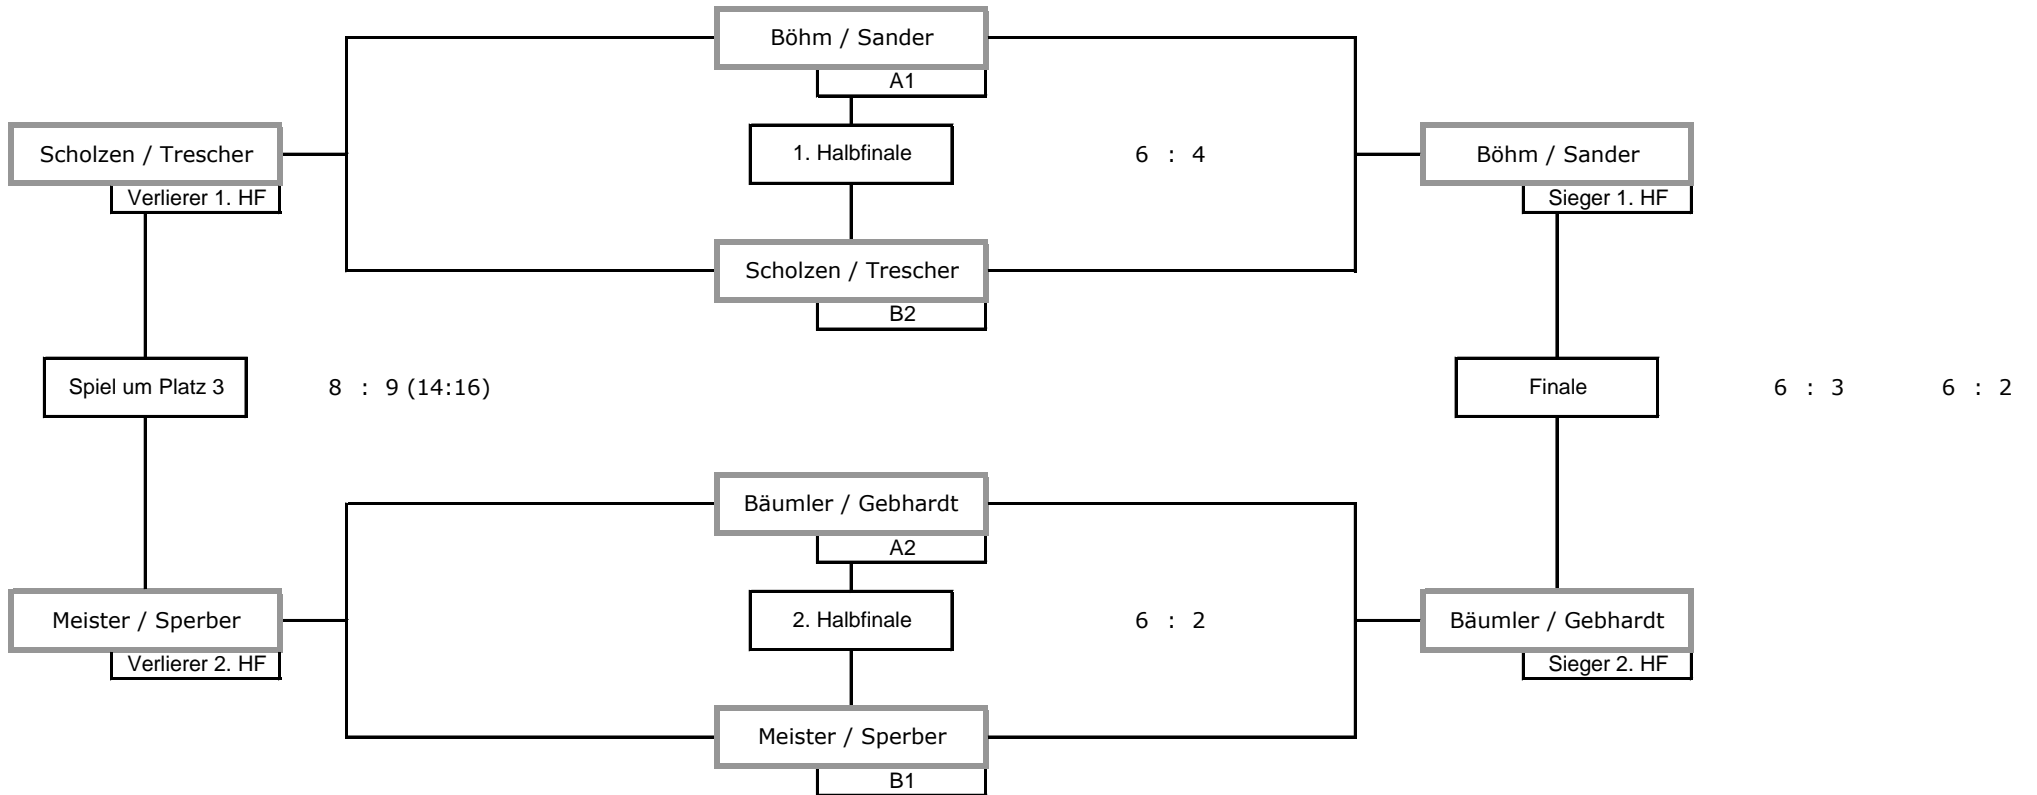 Böhm / Sander
A1
Scholzen / Trescher
1. Halbfinale
6 : 4
Böhm / Sander
Verlierer 1. HF
Sieger 1. HF
Scholzen / Trescher
B2
Spiel um Platz 3
8 : 9 (14:16)
Finale
6 : 3
6 : 2
Bäumler / Gebhardt
A2
Meister / Sperber
2. Halbfinale
6 : 2
Bäumler / Gebhardt
Verlierer 2. HF
Sieger 2. HF
Meister / Sperber
B1